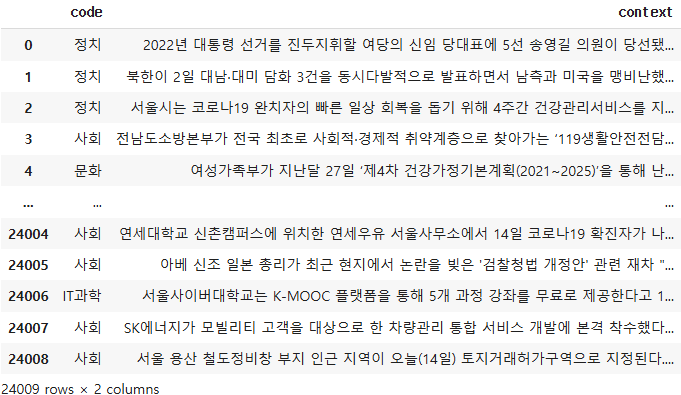 code context
0 정치 2022년 대통령 선거를 진두지휘할 여당의 신임 당대표에 5선 송영길 의원이 당선됐...
1 정치 북한이 2일 대남·대미 담화 3건을 동시다발적으로 발표하면서 남측과 미국을 맹비난했...
2 정치 서울시는 코로나19 완치자의 빠른 일상 회복을 돕기 위해 4주간 건강관리서비스를 지...
3 사회 전남도소방본부가 전국 최초로 사회적·경제적 취약계층으로 찾아가는 ‘119생활안전전담...
4 문화 여성가족부가 지난달 27일 ‘제4차 건강가정기본계획(2021~2025)’을 통해 난...
... ... ...
24004 사회 연세대학교 신촌캠퍼스에 위치한 연세우유 서울사무소에서 14일 코로나19 확진자가 나...
24005 사회 아베 신조 일본 총리가 최근 현지에서 논란을 빚은 '검찰청법 개정안' 관련 재차 "...
24006 IT과학 서울사이버대학교는 K-MOOC 플랫폼을 통해 5개 과정 강좌를 무료로 제공한다고 1...
24007 사회 SK에너지가 모빌리티 고객을 대상으로 한 차량관리 통합 서비스 개발에 본격 착수했다...
24008 사회 서울 용산 철도정비창 부지 인근 지역이 오늘(14일) 토지거래허가구역으로 지정된다....
24009 rows × 2 columns